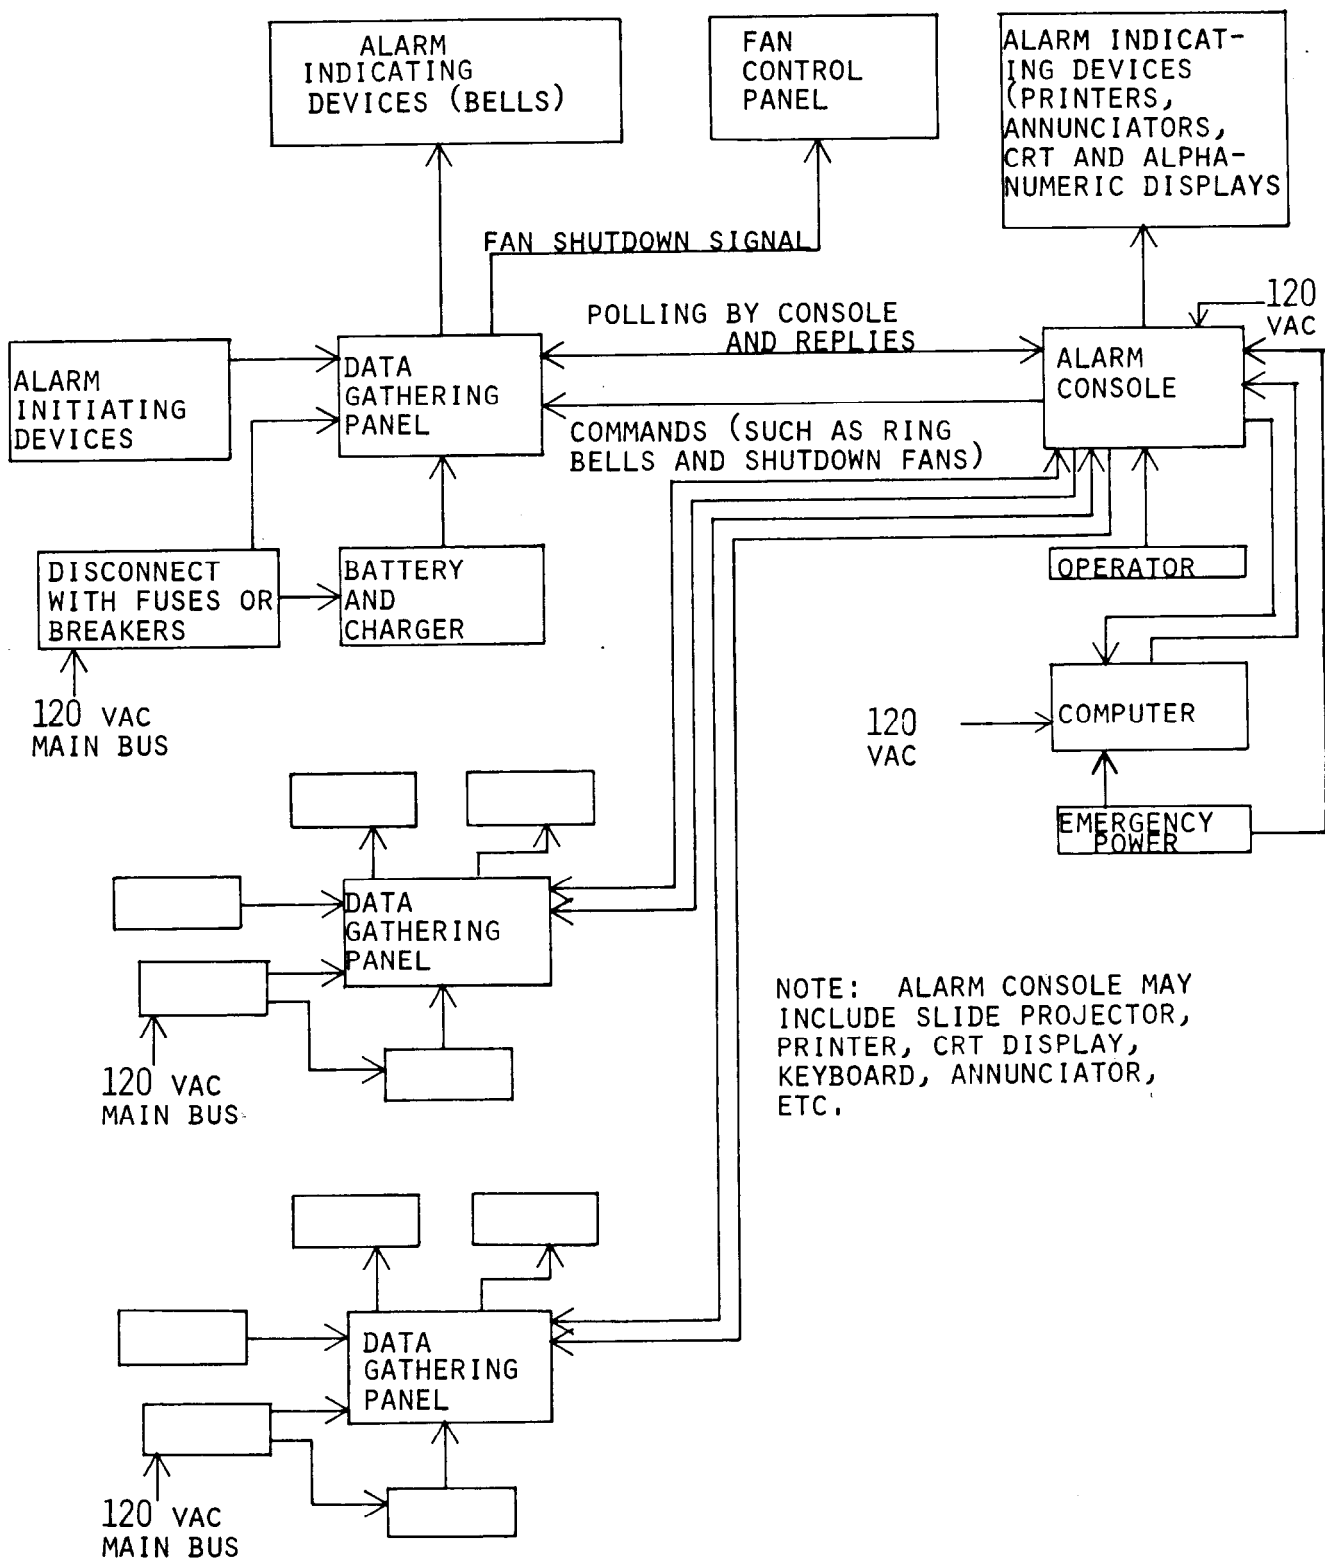 ALARM
INDICATING
DEVICES (BELLS)
FAN
CONTROL
PANEL
ALARM INDICAT-
ING DEVICES
(PRINTERS,
ANNUNCIATORS,
CRT AND ALPHA-
NUMERIC DISPLAYS
FAN SHUTDOWN SIGNAL
POLLING BY CONSOLE
AND REPLIES
120
VAC
ALARM
INITIATING
DEVICES
DATA
GATHERING
PANEL
ALARM
CONSOLE
COMMANDS (SUCH AS RING
BELLS AND SHUTDOWN FANS)
DISCONNECT
WITH FUSES OR
BREAKERS
BATTERY
AND
CHARGER
OPERATOR
120 VAC
MAIN BUS
120
VAC
COMPUTER
EMERGENCY
POWER
DATA
GATHERING
PANEL
120 VAC
MAIN BUS
NOTE: ALARM CONSOLE MAY
INCLUDE SLIDE PROJECTOR,
PRINTER, CRT DISPLAY,
KEYBOARD, ANNUNCIATOR,
ETC.
DATA
GATHERING
PANEL
120 VAC
MAIN BUS